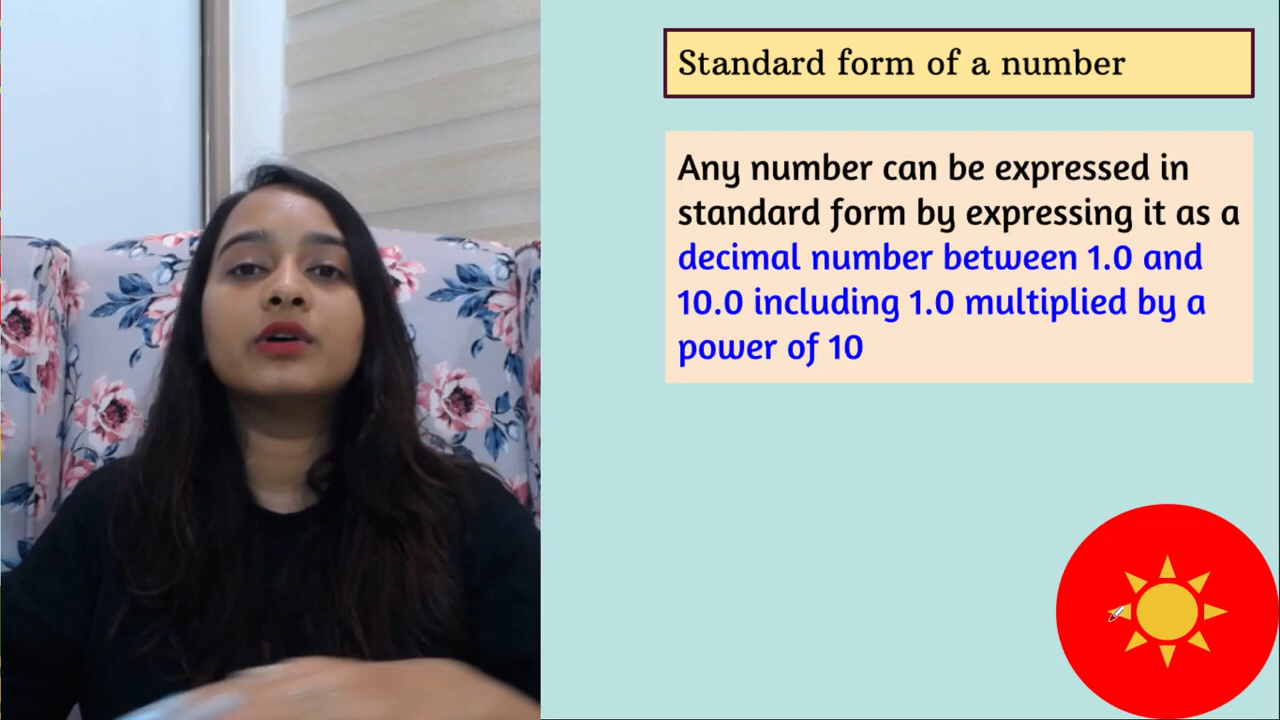 Standard form of a number
Any number can be expressed in
standard form by expressing it as a
decimal number between 1.0 and
10.0 including 1.0 multiplied by a
power of 10